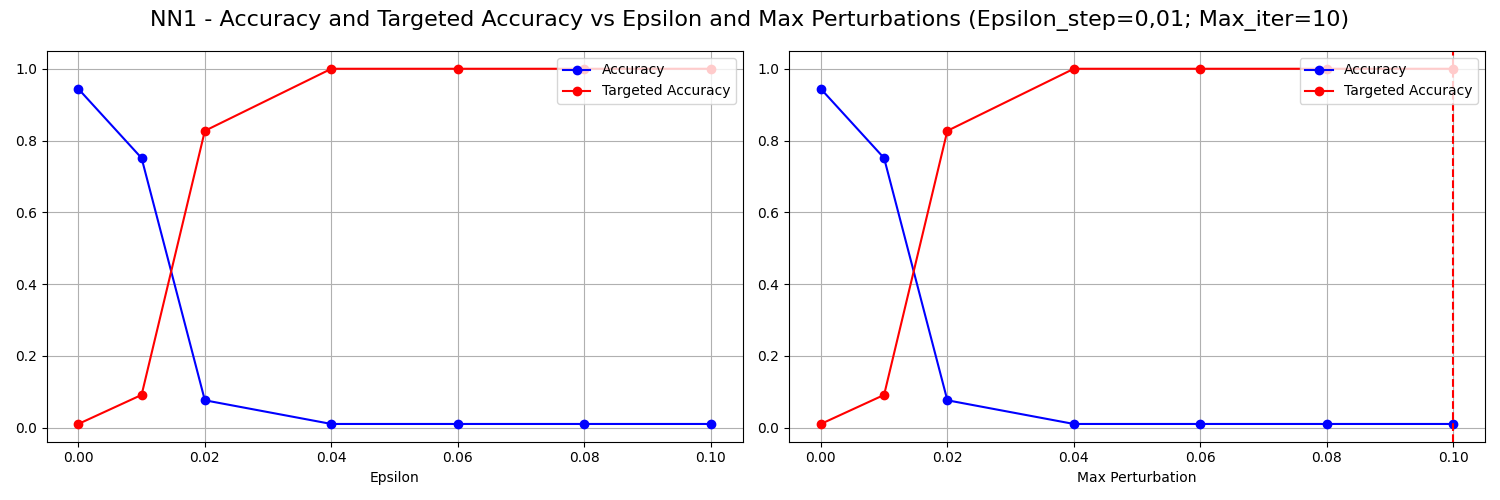 NN1 - Accuracy and Targeted Accuracy vs Epsilon and Max Perturbations (Epsilon_step=0,01; Max_iter=10)
1.0
0.8
0.6
0.4
0.2
0.0
0.00 0.02 0.04 0.06 0.08 0.10
Epsilon
Accuracy
Targeted Accuracy
1.0
0.8
0.6
0.4
0.2
0.0
0.00 0.02 0.04 0.06 0.08 0.10
Max Perturbation
Accuracy
Targeted Accuracy